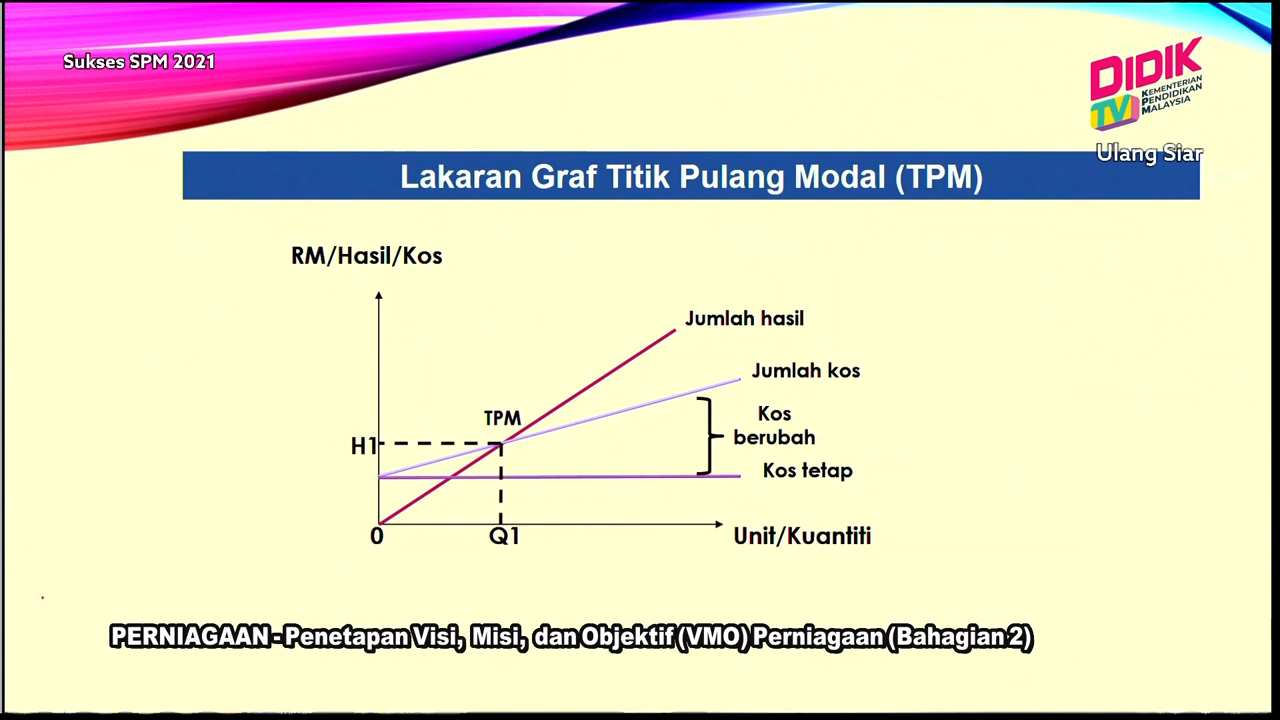 Sukses SPM 2021
DIDIK
TV
KEMENTERIAN
PENDIDIKAN
MALAYSIA
Ulang Siar
Lakaran Graf Titik Pulang Modal (TPM)
RM/Hasil/Kos
Jumlah hasil
Jumlah kos
TPM
Kos
berubah
H1
Kos tetap
0
Q1
Unit/Kuantiti
PERNIAGAAN - Penetapan Visi, Misi, dan Objektif (VMO) Perniagaan (Bahagian 2)